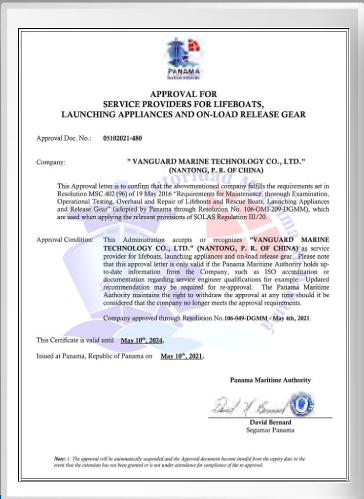 PANAMA
APPROVAL FOR
SERVICE PROVIDERS FOR LIFEBOATS,
LAUNCHING APPLIANCES AND ON-LOAD RELEASE GEAR
Approval Doc. No.: 05102021-480
Company: " VANGUARD MARINE TECHNOLOGY CO., LTD."
(NANTONG, P. R. OF CHINA)
This Approval letter is to confirm that the abovementioned company fulfills the requirements set in
Resolution MSC.402 (96) of 19 May 2016 "Requirements for Maintenance, thorough Examination,
Operational Testing, Overhaul and Repair of Lifeboats and Rescue Boats, Launching Appliances
and Release Gear" (adopted by Panama through Resolution No. 106-OMI-209-DGMM), which
are used when applying the relevant provisions of SOLAS Regulation III/20.
Approval Condition: This Administration accepts or recognizes "VANGUARD MARINE
TECHNOLOGY CO., LTD." (NANTONG, P. R. OF CHINA) as service
provider for lifeboats, launching appliances and on-load release gear. Please note
that this approval letter is only valid if the Panama Maritime Authority holds up-
to-date information from the Company, such as ISO accreditation or
documentation regarding service engineer qualifications for example. Updated
recommendation may be required for re-approval. The Panama Maritime
Authority maintains the right to withdraw the approval at any time should it be
considered that the company no longer meets the approval requirements.
Company approved through Resolution No. 106-049-DGMM - May 4th, 2021.
This Certificate is valid until May 10th, 2024.
Issued at Panama, Republic of Panama on May 10th, 2021.
Panama Maritime Authority
David Bernard
Segumar Panama
Note: 1: The approval will be automatically suspended and the Approval document become invalid from the expiry date in the
event that the extension has not been granted or is not under attendance for compliance of the re-approval.